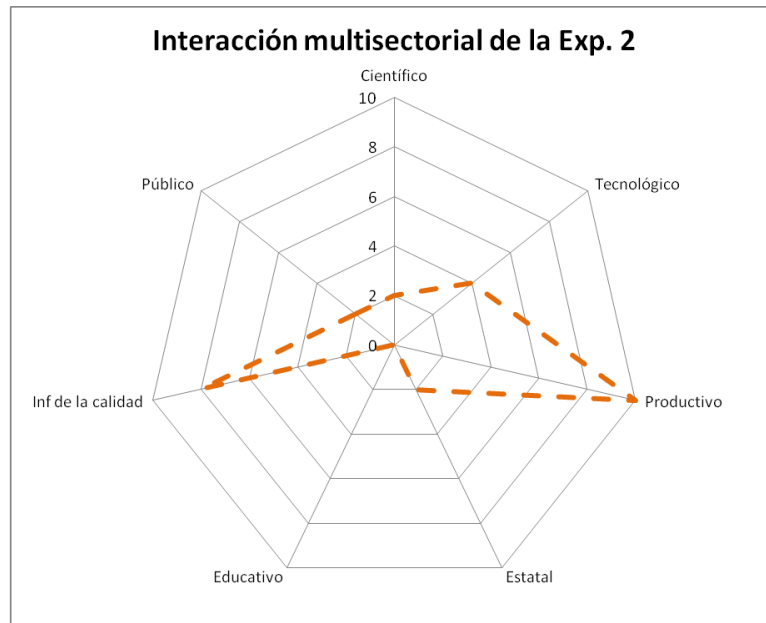 Interacción multisectorial de la Exp. 2
Científico
10
8
6
4
2
0
Público
Tecnológico
Inf de la calidad
Productivo
Educativo
Estatal